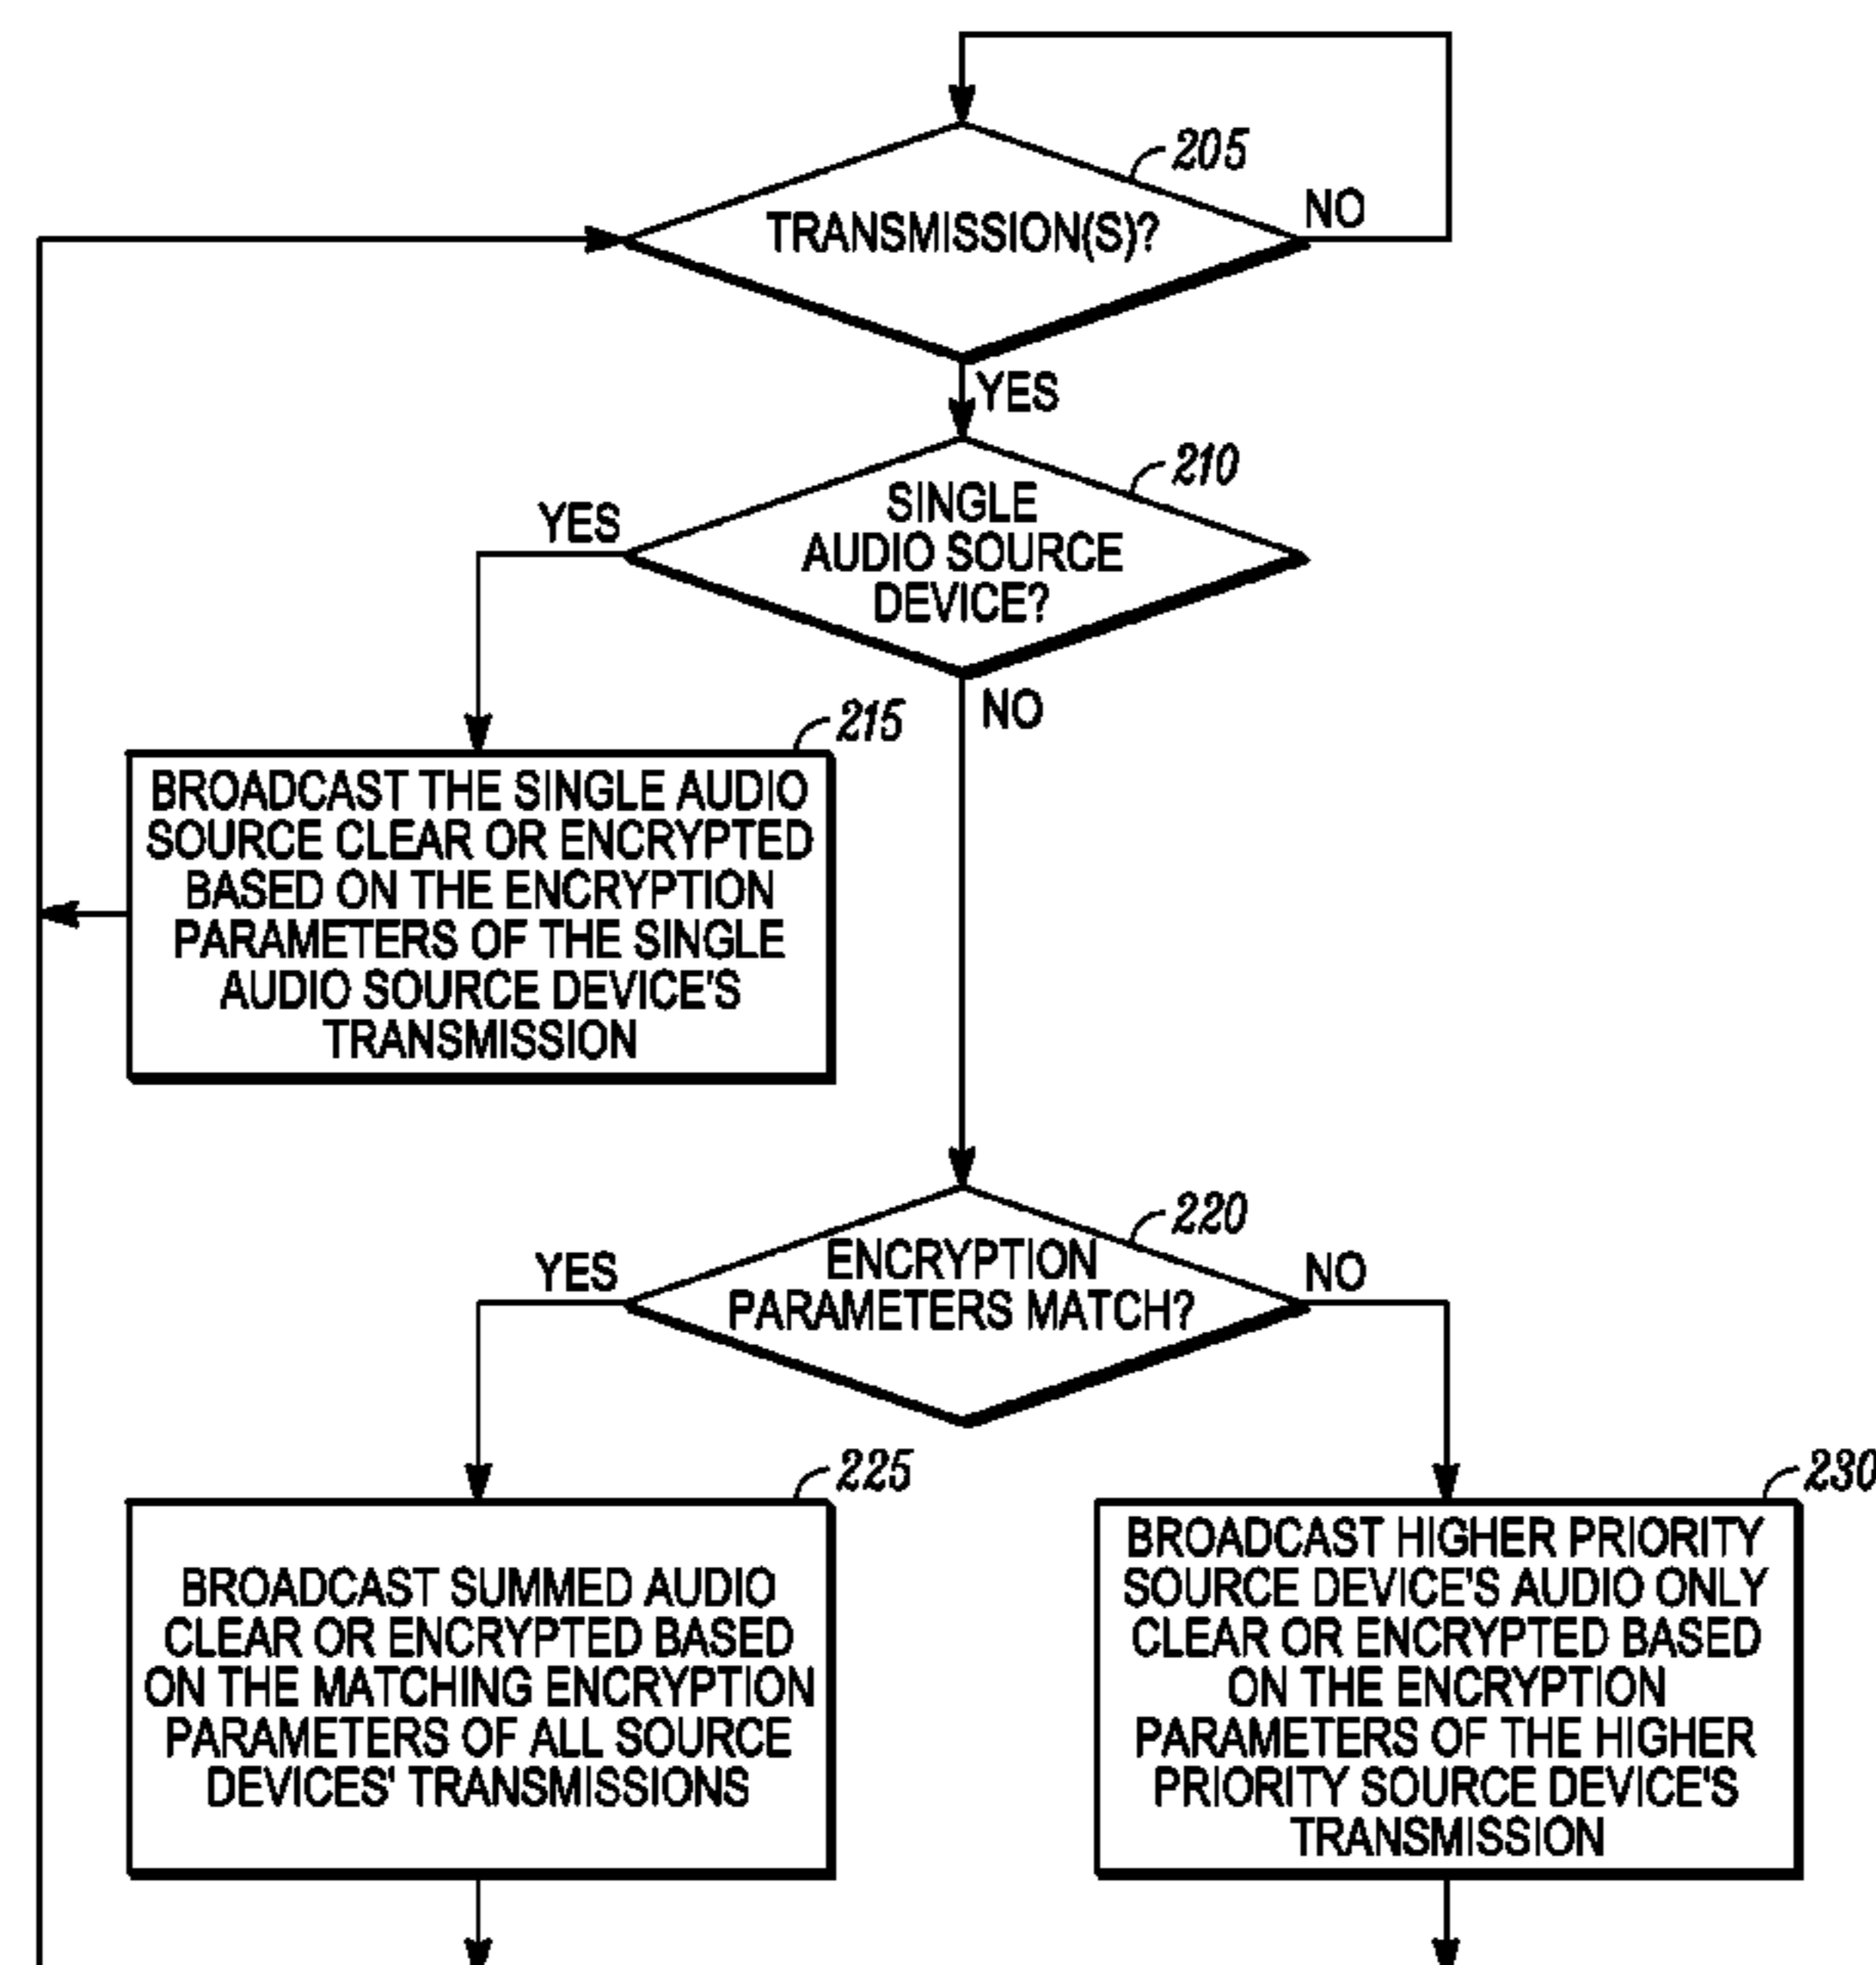 205
TRANSMISSION(S)?
NO
YES
210
SINGLE
AUDIO SOURCE
DEVICE?
YES
NO
215
BROADCAST THE SINGLE AUDIO
SOURCE CLEAR OR ENCRYPTED
BASED ON THE ENCRYPTION
PARAMETERS OF THE SINGLE
AUDIO SOURCE DEVICE'S
TRANSMISSION
220
ENCRYPTION
PARAMETERS MATCH?
YES
NO
225
BROADCAST SUMMED AUDIO
CLEAR OR ENCRYPTED BASED
ON THE MATCHING ENCRYPTION
PARAMETERS OF ALL SOURCE
DEVICES' TRANSMISSIONS
230
BROADCAST HIGHER PRIORITY
SOURCE DEVICE'S AUDIO ONLY
CLEAR OR ENCRYPTED BASED
ON THE ENCRYPTION
PARAMETERS OF THE HIGHER
PRIORITY SOURCE DEVICE'S
TRANSMISSION